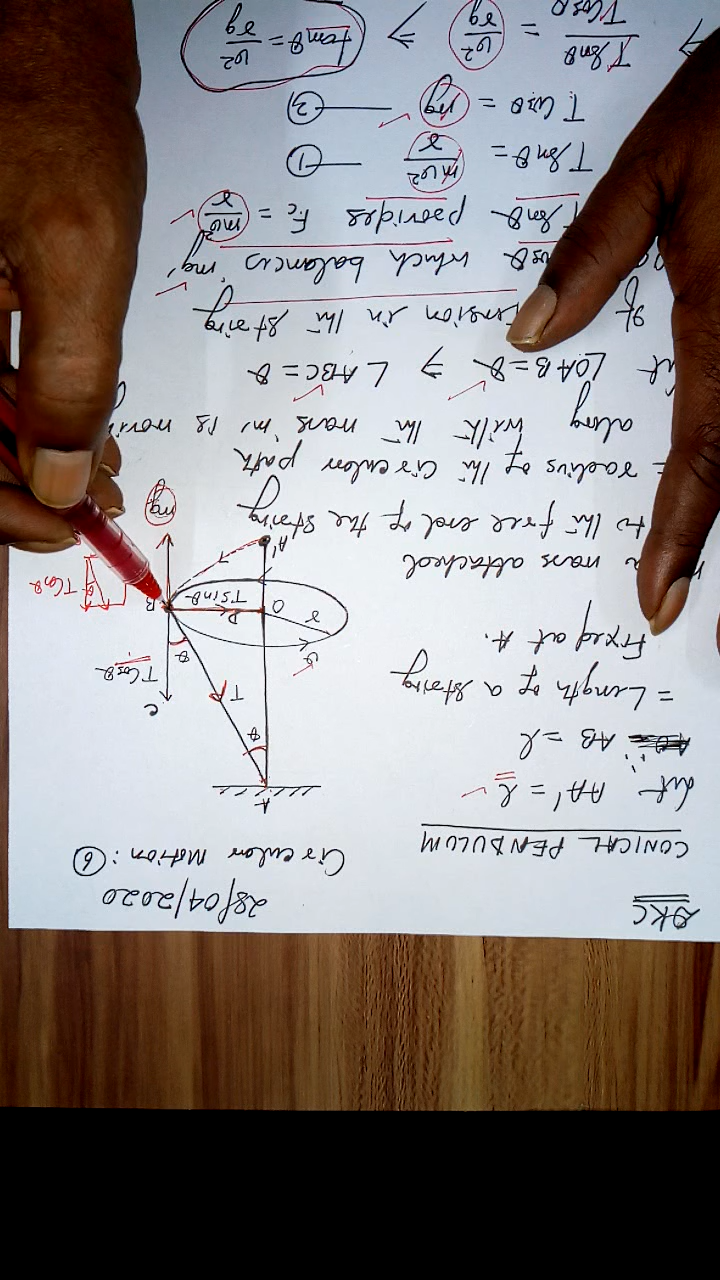 DKC
28/04/2020
CONICAL PENDULUM
Circular Motion: 6
Let AA' = l
AB = l
= Length of a string
Fixed at A.
mass attached
to the free end of the string
= radius of the circular path
along with the mass 'm' is
∠OAB = θ ⇒ ∠ABC = θ
If tension in the string
which balances 'mg'
T sinθ provides Fc = mv²/r
T sinθ = mv²/r — 1
T cosθ = mg — 2
⇒ T sinθ/T cosθ = v²/rg ⇒ tanθ = v²/rg
A
θ
T
C
T cosθ
θ
v
r
O
Fc
T sinθ
B
T cosθ
θ
l
A'
mg